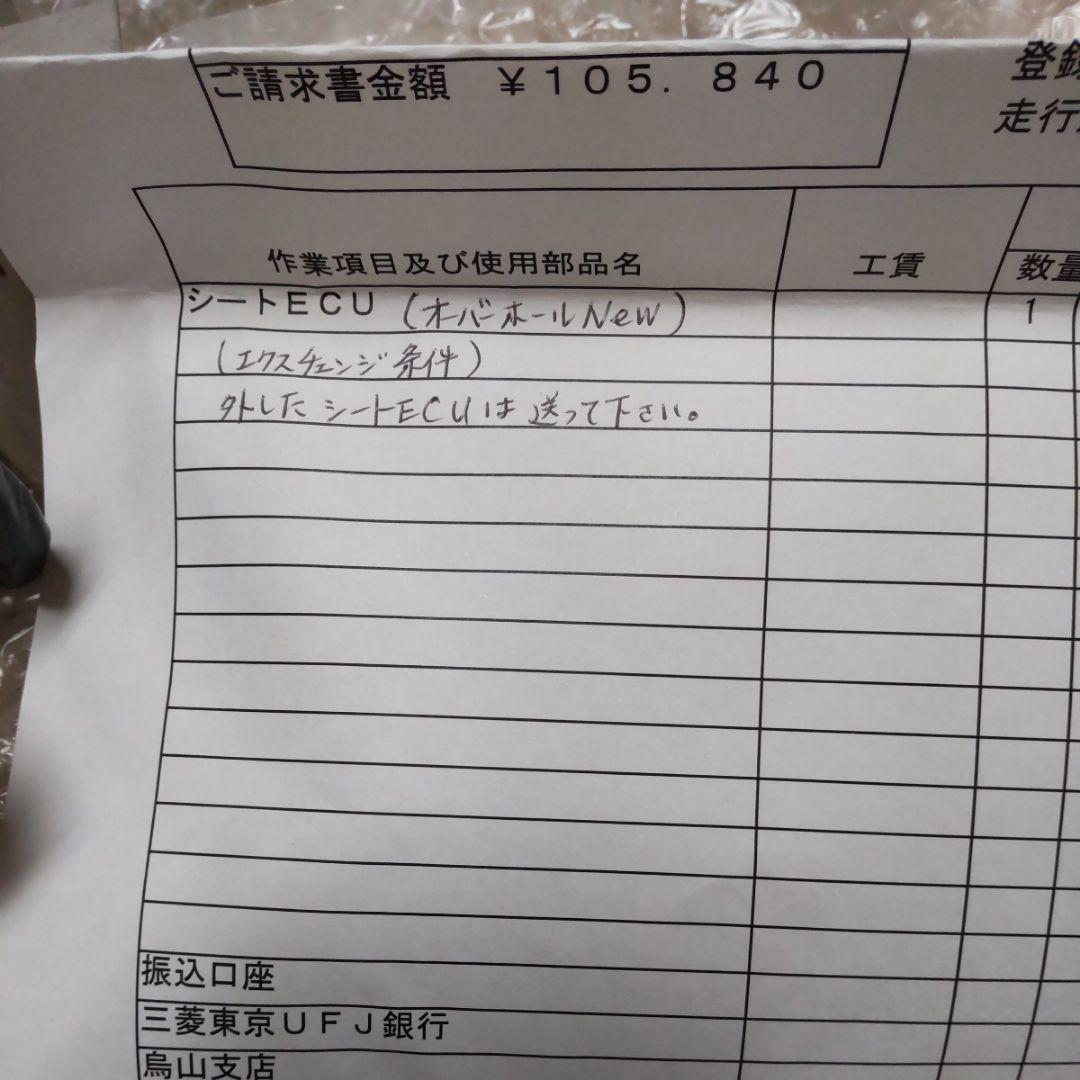 ご請求書金額 ￥１０５．８４０
登録
走行
作業項目及び使用部品名 工賃 数量
シートＥＣＵ (オーバーホールNew) 1
(エクスチェンジ条件)
外したシートECUは送って下さい。
振込口座
三菱東京ＵＦＪ銀行
烏山支店